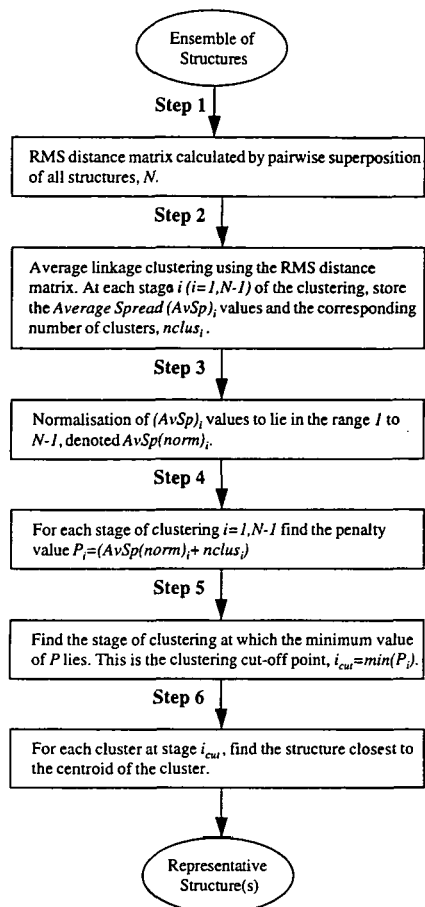 Ensemble of
Structures
Step 1
RMS distance matrix calculated by pairwise superposition
of all structures, N.
Step 2
Average linkage clustering using the RMS distance
matrix. At each stage i (i=1,N-1) of the clustering, store
the Average Spread (AvSp)i values and the corresponding
number of clusters, nclusi .
Step 3
Normalisation of (AvSp)i values to lie in the range 1 to
N-1, denoted AvSp(norm)i.
Step 4
For each stage of clustering i=1,N-1 find the penalty
value Pi=(AvSp(norm)i+ nclusi)
Step 5
Find the stage of clustering at which the minimum value
of P lies. This is the clustering cut-off point, icut=min(Pi).
Step 6
For each cluster at stage icut, find the structure closest to
the centroid of the cluster.
Representative
Structure(s)